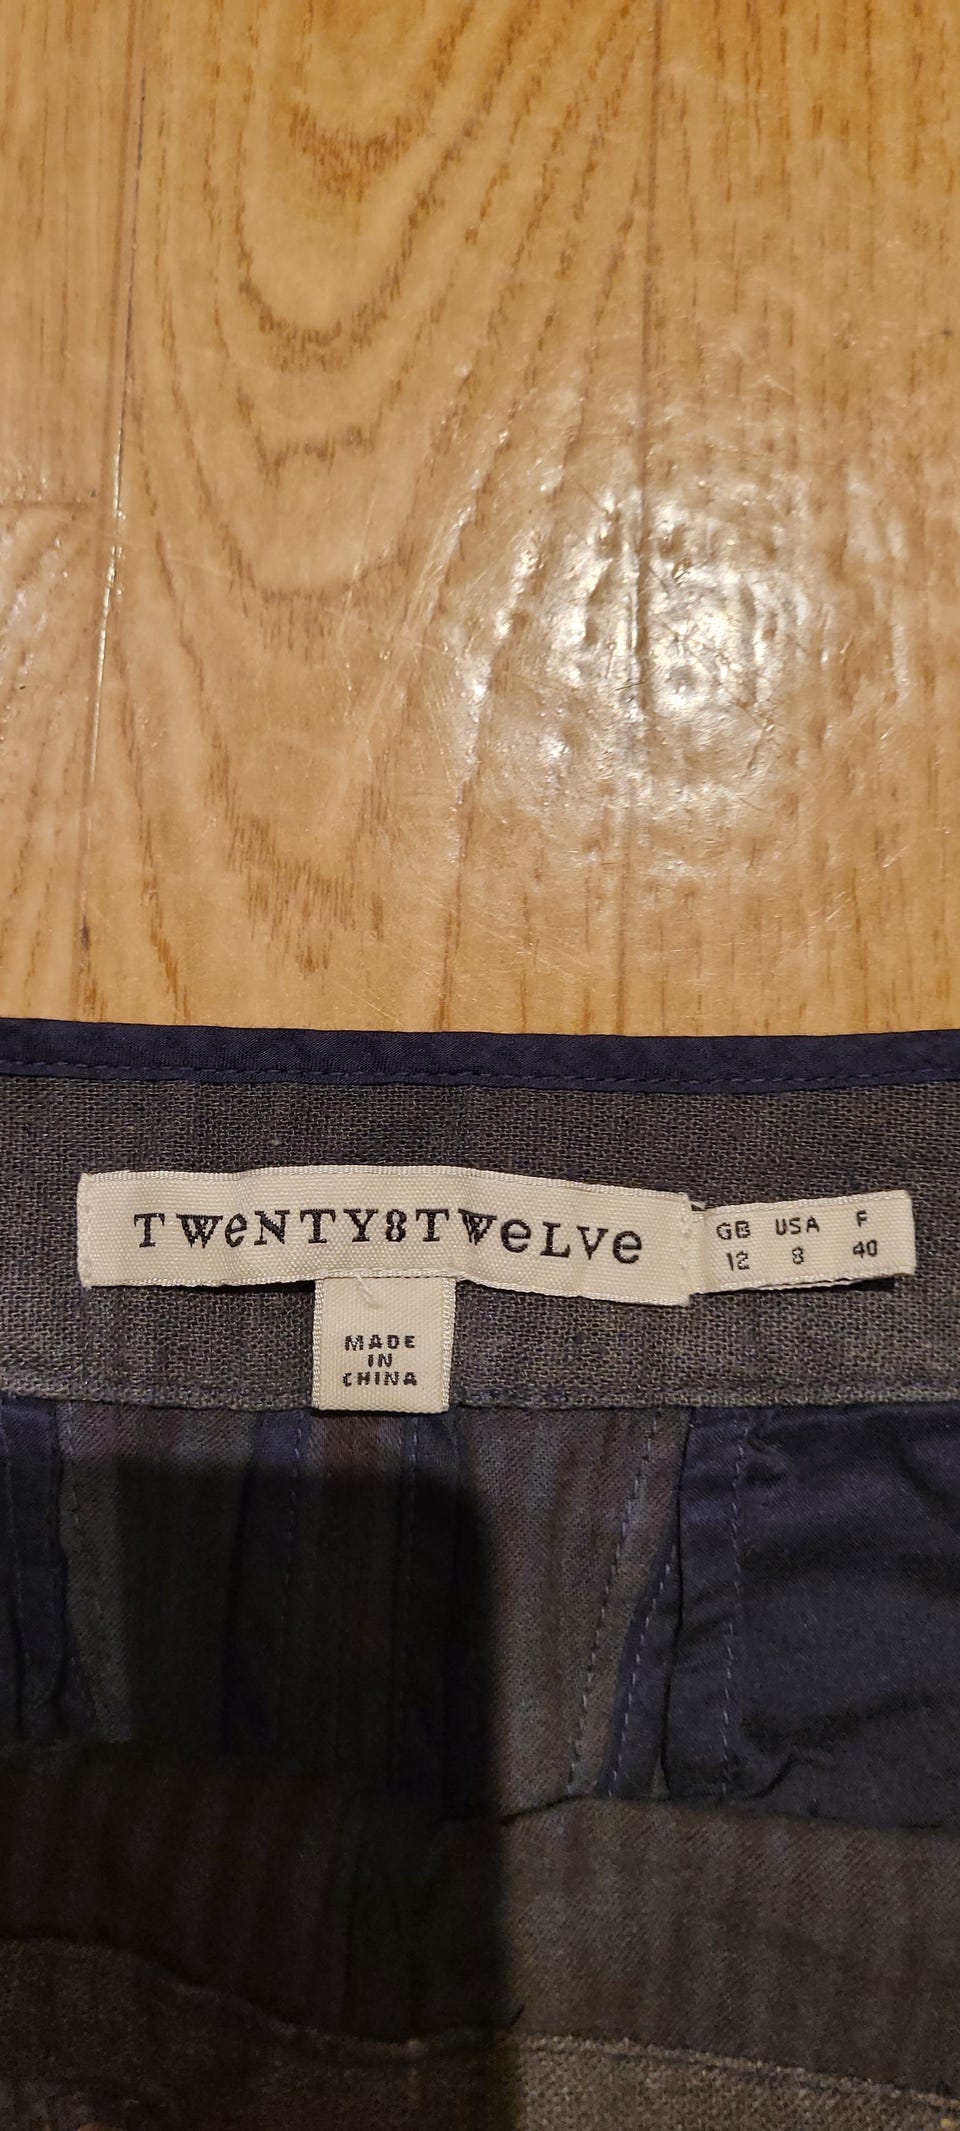 TWeNTY8TWeLVe
GB USA F
12 8 40
MADE
IN
CHINA